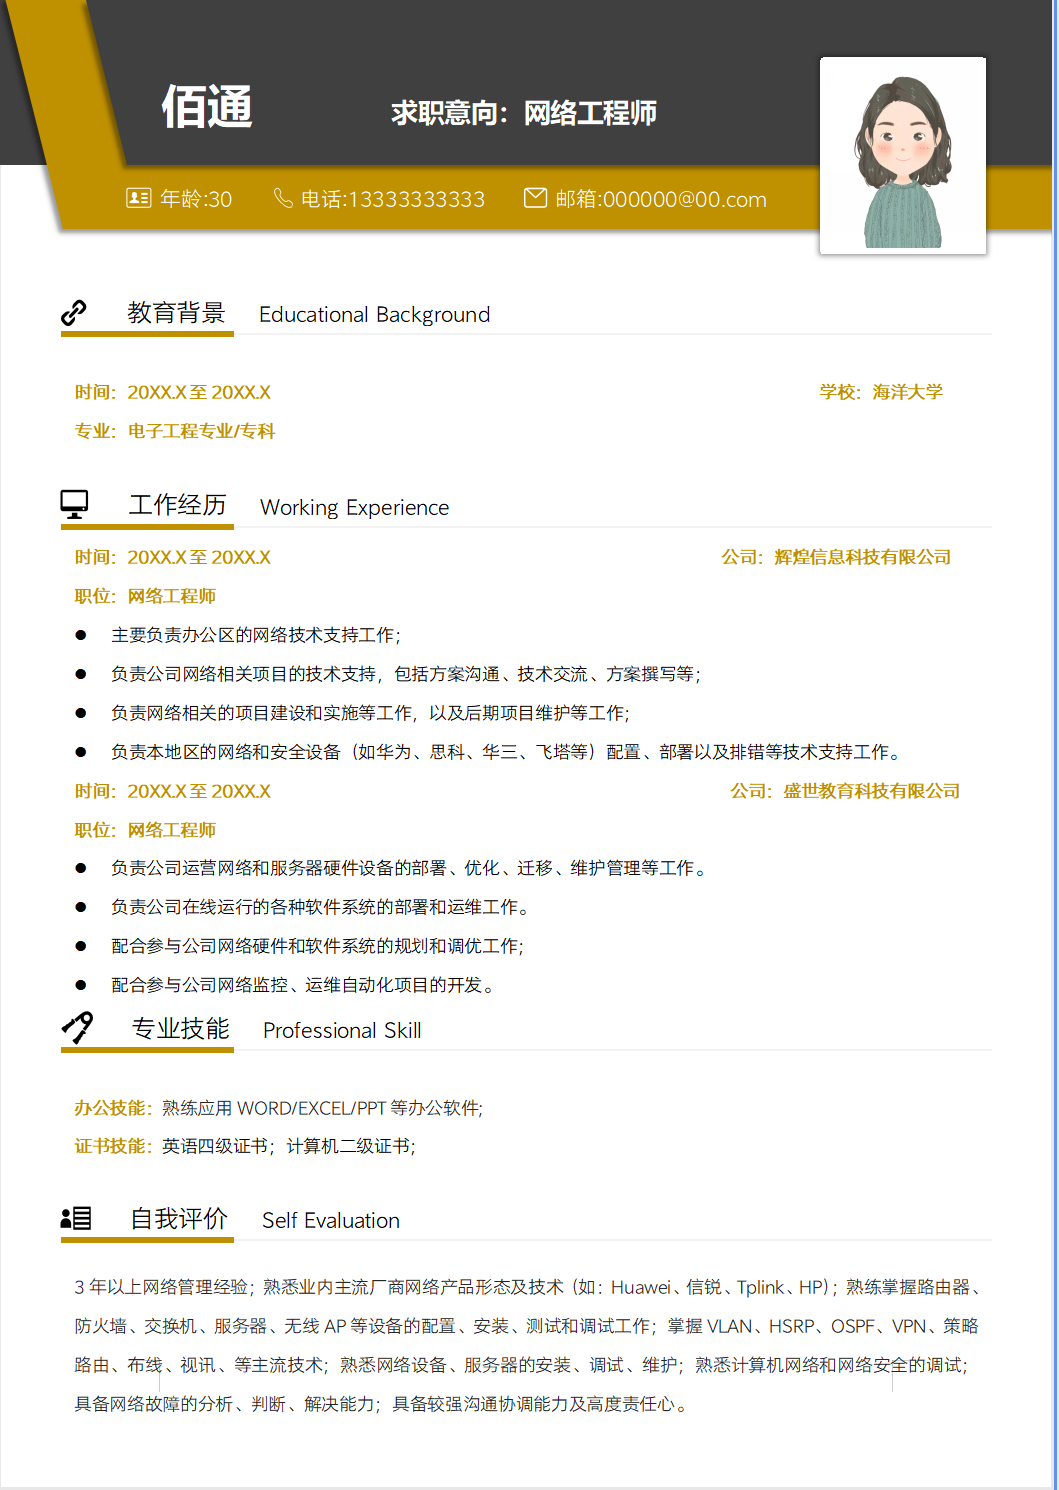 佰通
求职意向：网络工程师
年龄:30 电话:13333333333 邮箱:000000@00.com
教育背景 Educational Background
时间：20XX.X 至 20XX.X 学校：海洋大学
专业：电子工程专业/专科
工作经历 Working Experience
时间：20XX.X 至 20XX.X 公司：辉煌信息科技有限公司
职位：网络工程师
● 主要负责办公区的网络技术支持工作；
● 负责公司网络相关项目的技术支持，包括方案沟通、技术交流、方案撰写等；
● 负责网络相关的项目建设和实施等工作，以及后期项目维护等工作；
● 负责本地区的网络和安全设备（如华为、思科、华三、飞塔等）配置、部署以及排错等技术支持工作。
时间：20XX.X 至 20XX.X 公司：盛世教育科技有限公司
职位：网络工程师
● 负责公司运营网络和服务器硬件设备的部署、优化、迁移、维护管理等工作。
● 负责公司在线运行的各种软件系统的部署和运维工作。
● 配合参与公司网络硬件和软件系统的规划和调优工作；
● 配合参与公司网络监控、运维自动化项目的开发。
专业技能 Professional Skill
办公技能：熟练应用 WORD/EXCEL/PPT 等办公软件;
证书技能：英语四级证书；计算机二级证书；
自我评价 Self Evaluation
3 年以上网络管理经验；熟悉业内主流厂商网络产品形态及技术（如：Huawei、信锐、Tplink、HP）；熟练掌握路由器、
防火墙、交换机、服务器、无线 AP 等设备的配置、安装、测试和调试工作；掌握 VLAN、HSRP、OSPF、VPN、策略
路由、布线、视讯、等主流技术；熟悉网络设备、服务器的安装、调试、维护；熟悉计算机网络和网络安全的调试；
具备网络故障的分析、判断、解决能力；具备较强沟通协调能力及高度责任心。